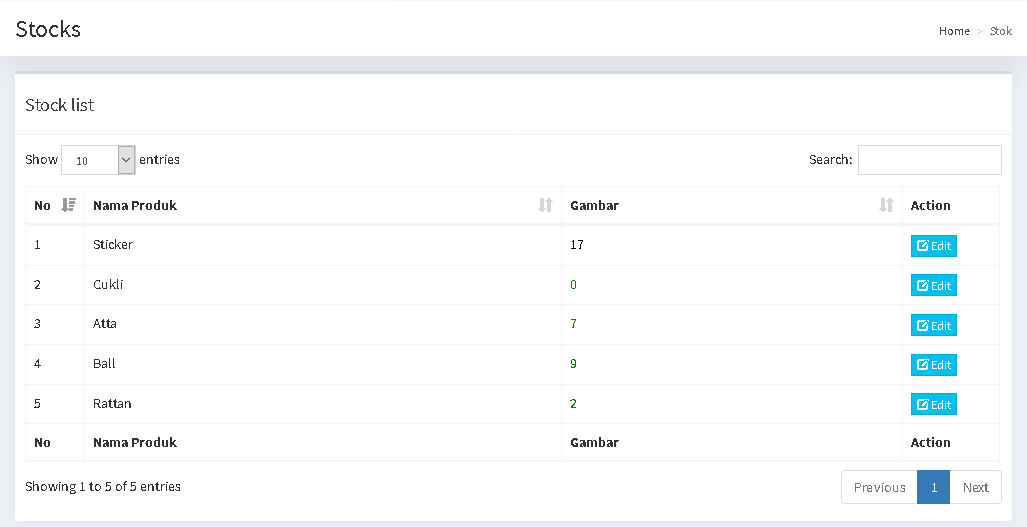 Stocks
Home > Stok
Stock list
Show 10 entries Search:
No Nama Produk Gambar Action
1 Sticker 17 Edit
2 Cukli 0 Edit
3 Atta 7 Edit
4 Ball 9 Edit
5 Rattan 2 Edit
No Nama Produk Gambar Action
Showing 1 to 5 of 5 entries Previous 1 Next